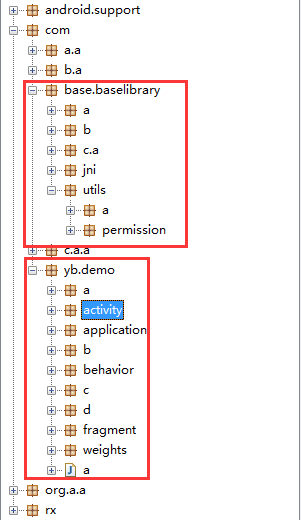 android.support
com
a.a
b.a
base.baselibrary
a
b
c.a
jni
utils
a
permission
c.a.a
yb.demo
a
activity
application
b
behavior
c
d
fragment
weights
a
org.a.a
rx